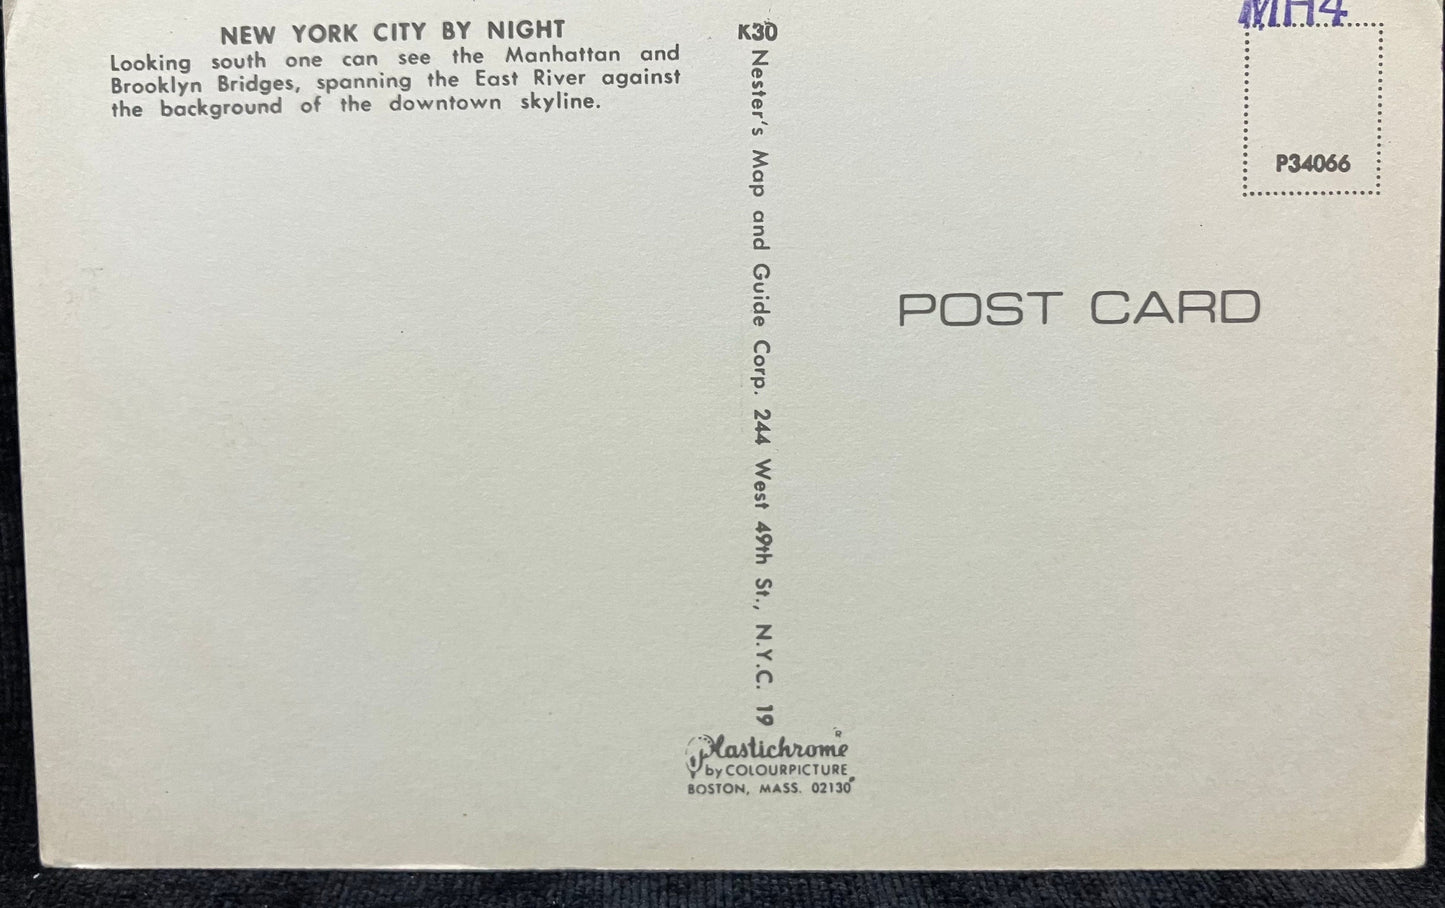 NEW YORK CITY BY NIGHT
Looking south one can see the Manhattan and
Brooklyn Bridges, spanning the East River against
the background of the downtown skyline.
K30
Nester's Map and Guide Corp. 244 West 49th St., N.Y.C. 19
Plastichrome®
by COLOURPICTURE
BOSTON, MASS. 02130
MH4
P34066
POST CARD